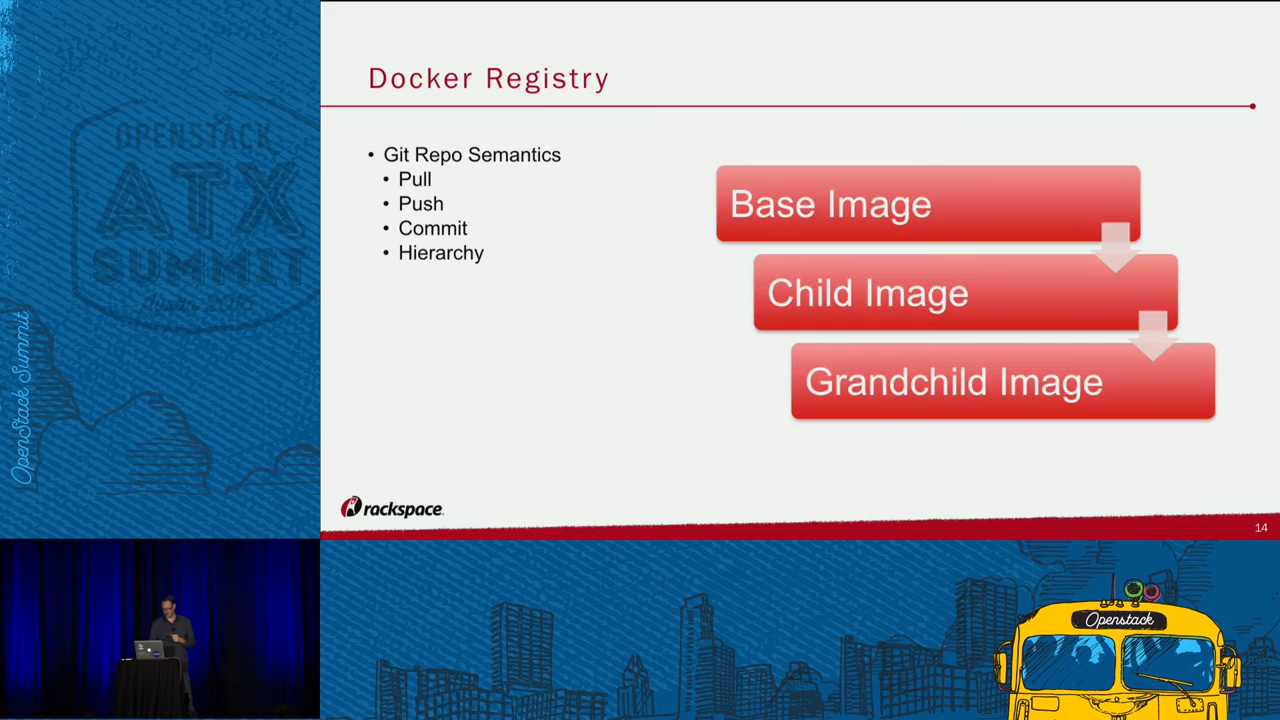 OPENSTACK
ATX
SUMMIT
Austin 2016
OpenStack Summit
Docker Registry
• Git Repo Semantics
• Pull
• Push
• Commit
• Hierarchy
Base Image
Child Image
Grandchild Image
rackspace.
14
Openstack